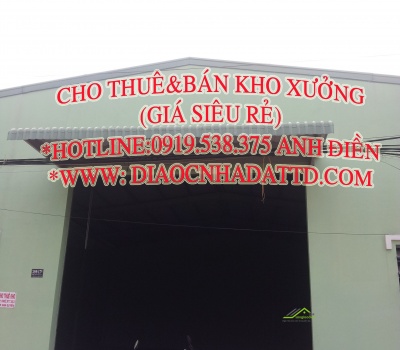 CHO THUÊ&BÁN KHO XƯỞNG
(GIÁ SIÊU RẺ)
*HOTLINE:0919.538.375 ANH ĐIỀN
*WWW: DIAOCNHADATTD.COM